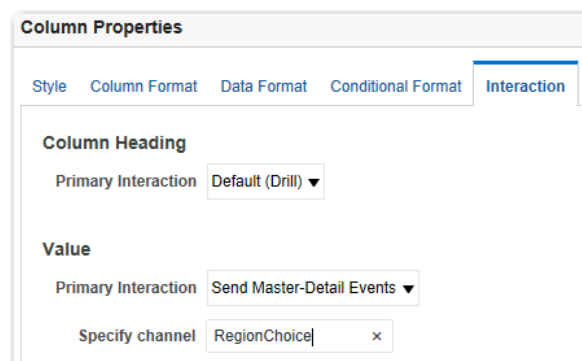 Column Properties
Style Column Format Data Format Conditional Format Interaction
Column Heading
Primary Interaction Default (Drill)
Value
Primary Interaction Send Master-Detail Events
Specify channel RegionChoice